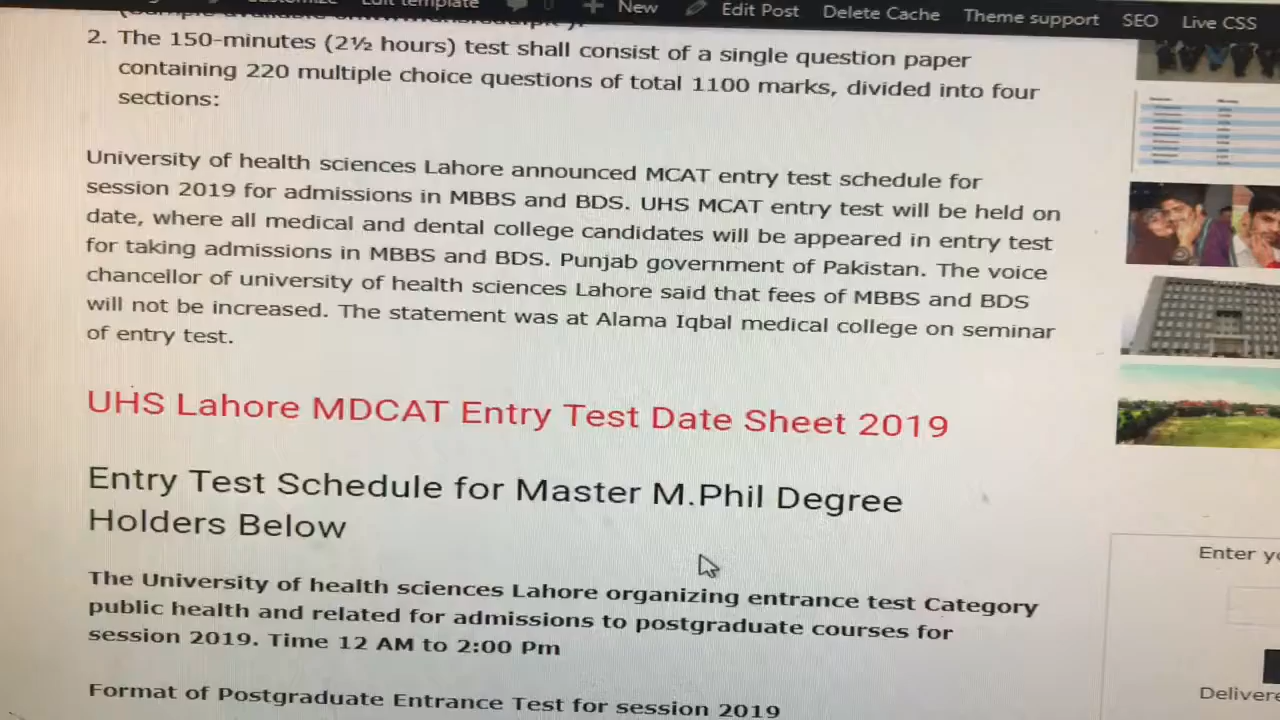 Edit template
New
Edit Post
Delete Cache
Theme support
SEO
Live CSS
2. The 150-minutes (2½ hours) test shall consist of a single question paper
containing 220 multiple choice questions of total 1100 marks, divided into four
sections:
University of health sciences Lahore announced MCAT entry test schedule for
session 2019 for admissions in MBBS and BDS. UHS MCAT entry test will be held on
date, where all medical and dental college candidates will be appeared in entry test
for taking admissions in MBBS and BDS. Punjab government of Pakistan. The voice
chancellor of university of health sciences Lahore said that fees of MBBS and BDS
will not be increased. The statement was at Alama Iqbal medical college on seminar
of entry test.
UHS Lahore MDCAT Entry Test Date Sheet 2019
Entry Test Schedule for Master M.Phil Degree
Holders Below
The University of health sciences Lahore organizing entrance test Category
public health and related for admissions to postgraduate courses for
session 2019. Time 12 AM to 2:00 Pm
Format of Postgraduate Entrance Test for session 2019
Enter